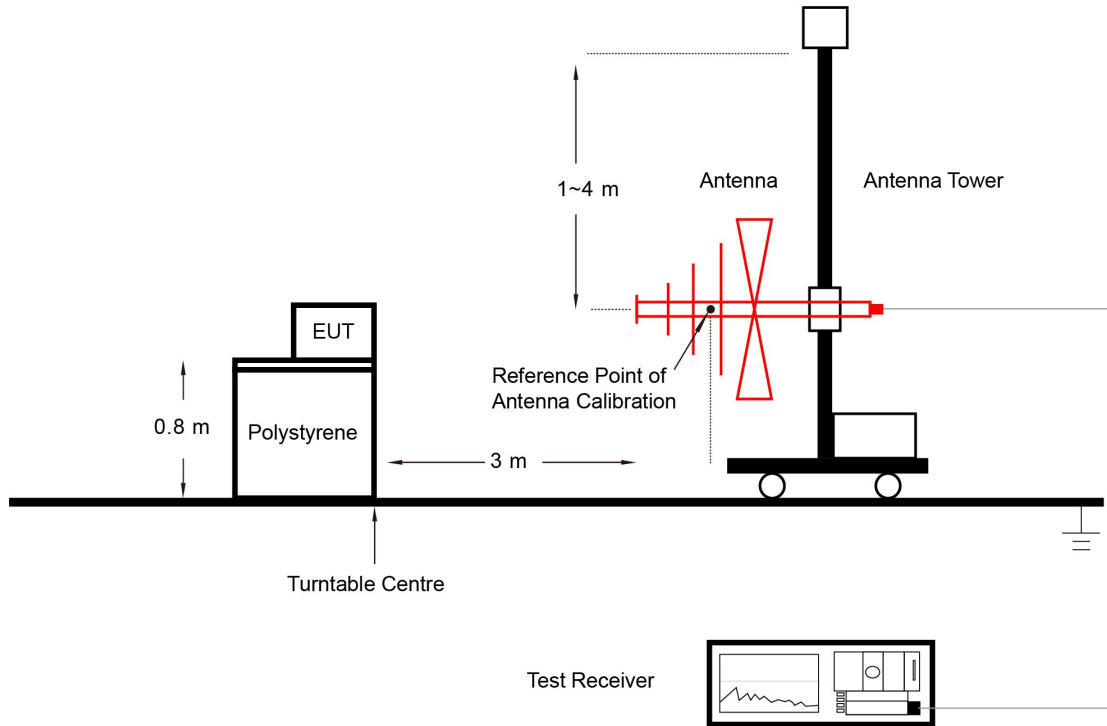 1~4 m
Antenna
Antenna Tower
EUT
Reference Point of
Antenna Calibration
0.8 m
Polystyrene
3 m
Turntable Centre
Test Receiver